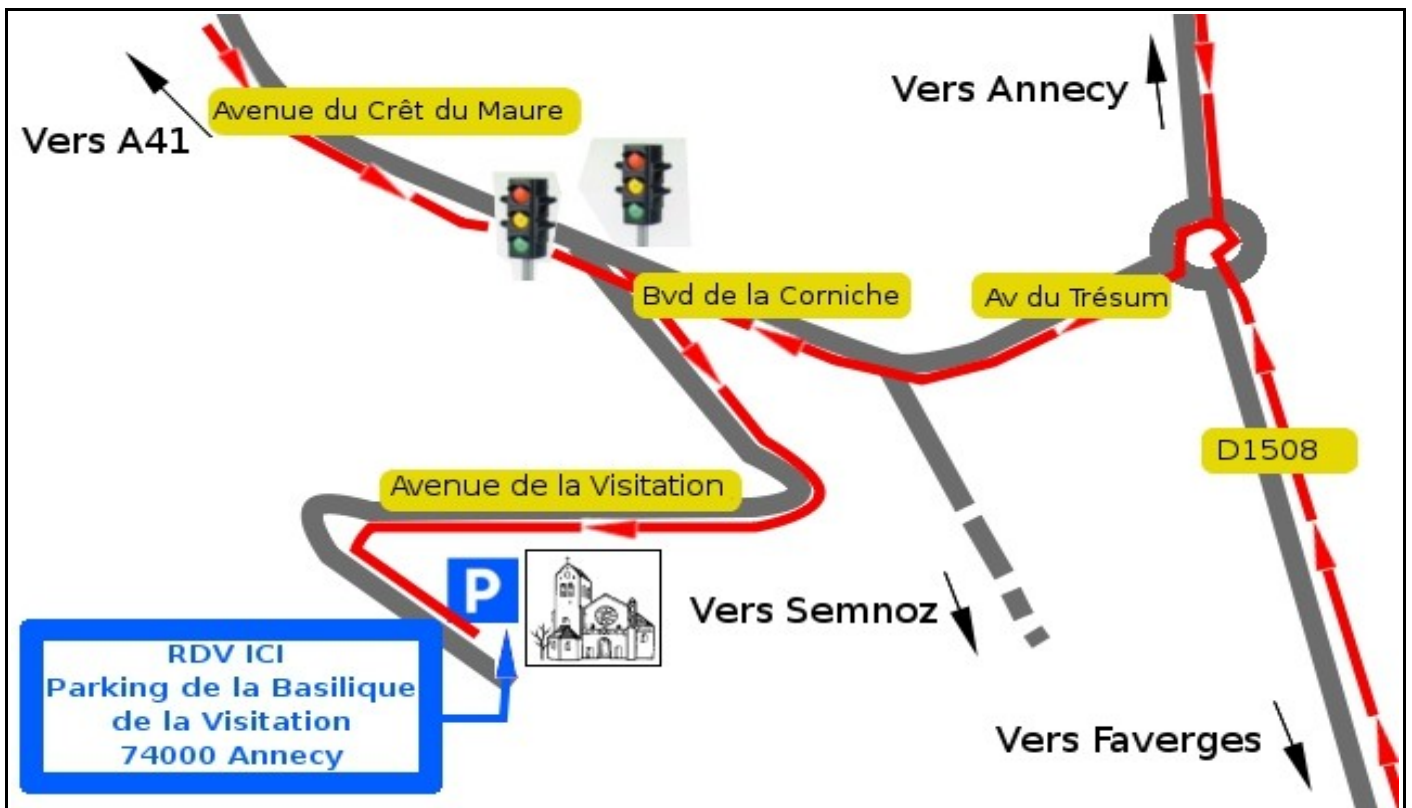 Vers Annecy
Avenue du Crêt du Maure
Vers A41
Bvd de la Corniche
Av du Trésum
D1508
Avenue de la Visitation
P
Vers Semnoz
RDV ICI
Parking de la Basilique
de la Visitation
74000 Annecy
Vers Faverges